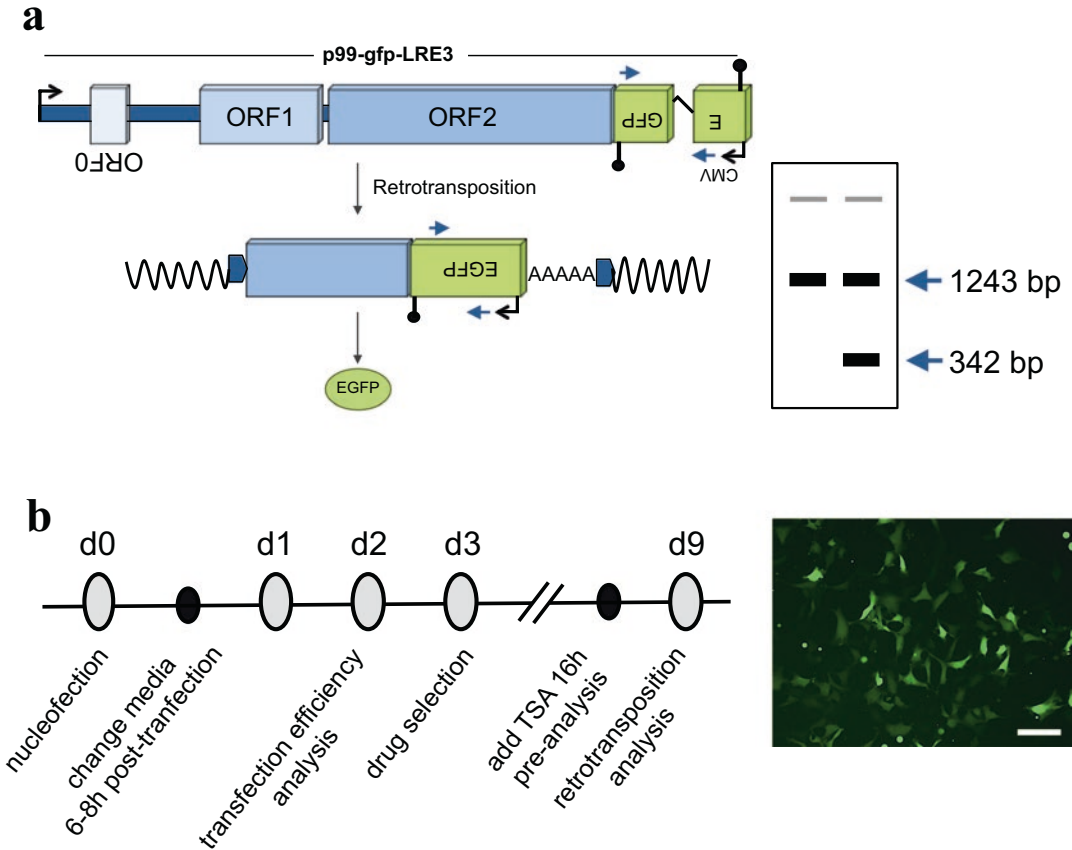 a
p99-gfp-LRE3
ORF0
ORF1
ORF2
GFP
E
CMV
Retrotransposition
EGFP
AAAAA
EGFP
1243 bp
342 bp
b
d0
d1
d2
d3
d9
nucleofection
change media
6-8h post-tranfection
transfection efficiency
analysis
drug selection
add TSA 16h
pre-analysis
retrotransposition
analysis